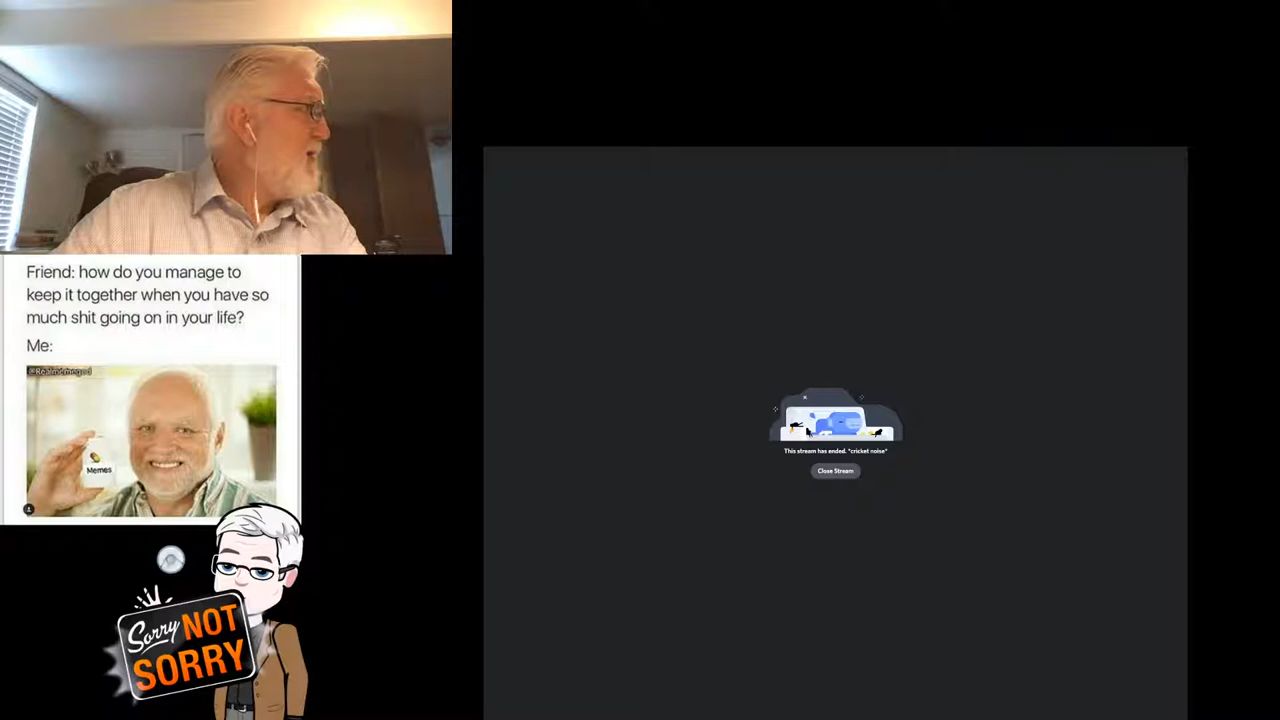 Friend: how do you manage to
keep it together when you have so
much shit going on in your life?
Me:
@Realmemegod
Memes
Sorry NOT
SORRY
This stream has ended. *cricket noise*
Close Stream